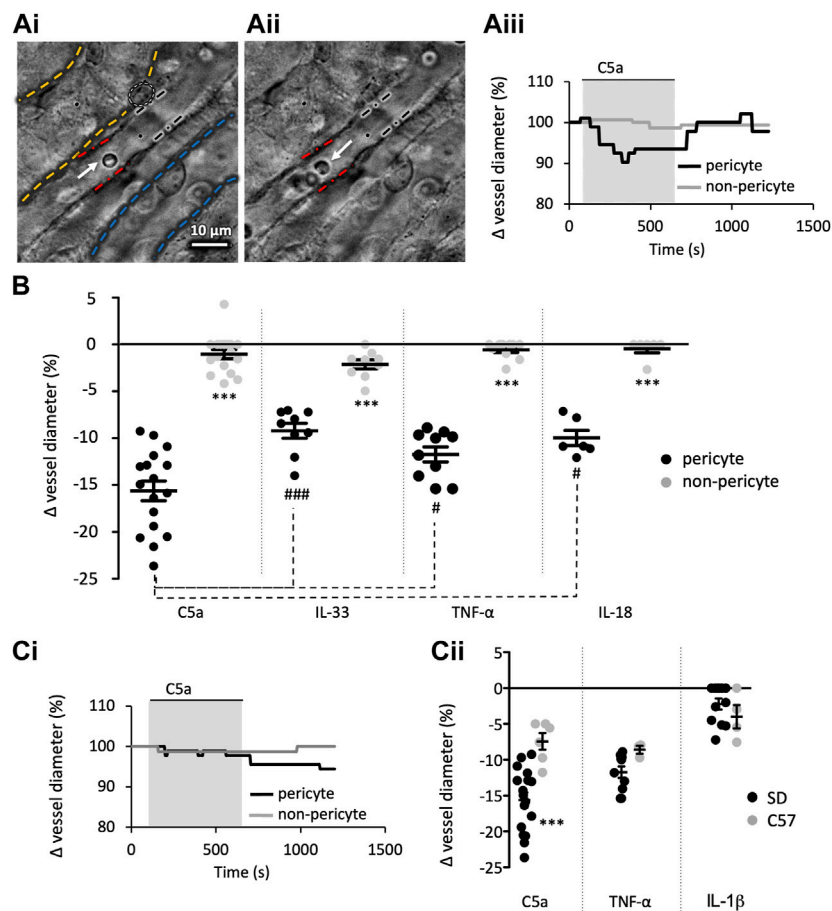 Ai
Aii
Aiii
10 µm
C5a
Δ vessel diameter (%)
110
100
90
80
pericyte
non-pericyte
0
500
1000
1500
Time (s)
B
Δ vessel diameter (%)
5
0
-5
-10
-15
-20
-25
***
***
***
***
###
#
#
pericyte
non-pericyte
C5a
IL-33
TNF-α
IL-18
Ci
C5a
Δ vessel diameter (%)
110
100
90
80
pericyte
non-pericyte
0
500
1000
1500
Time (s)
Cii
Δ vessel diameter (%)
5
0
-5
-10
-15
-20
-25
***
SD
C57
C5a
TNF-α
IL-1β